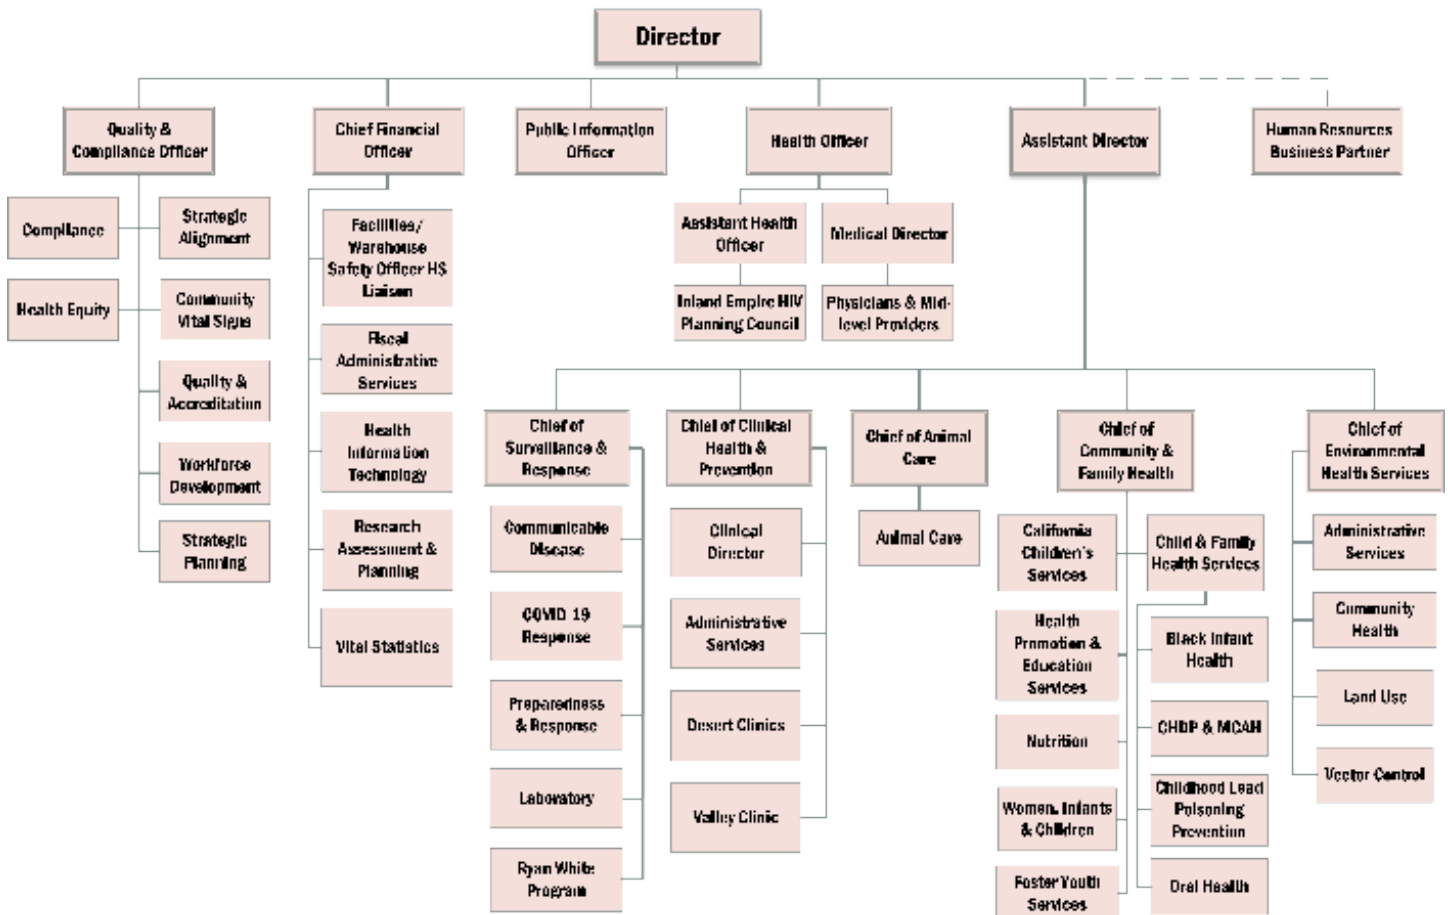 Director
Quality &
Compliance Officer
Chief Financial
Officer
Public Information
Officer
Health Officer
Assistant Director
Human Resources
Business Partner
Compliance
Strategic
Alignment
Health Equity
Community
Vital Signs
Quality &
Accreditation
Workforce
Development
Strategic
Planning
Facilities/
Warehouse
Safety Officer HS
Liaison
Fiscal
Administrative
Services
Health
Information
Technology
Research
Assessment &
Planning
Vital Statistics
Assistant Health
Officer
Medical Director
Inland Empire HIV
Planning Council
Physicians & Mid-
level Providers
Chief of
Surveillance &
Response
Communicable
Disease
COVID 19
Response
Preparedness
& Response
Laboratory
Ryan White
Program
Chief of Clinical
Health &
Prevention
Clinical
Director
Administrative
Services
Desert Clinics
Valley Clinic
Chief of Animal
Care
Animal Care
Chief of
Community &
Family Health
California
Children's
Services
Child & Family
Health Services
Health
Promotion &
Education
Services
Nutrition
Women, Infants
& Children
Foster Youth
Services
Black Infant
Health
CHDP & MCAH
Childhood Lead
Poisoning
Prevention
Oral Health
Chief of
Environmental
Health Services
Administrative
Services
Community
Health
Land Use
Vector Control